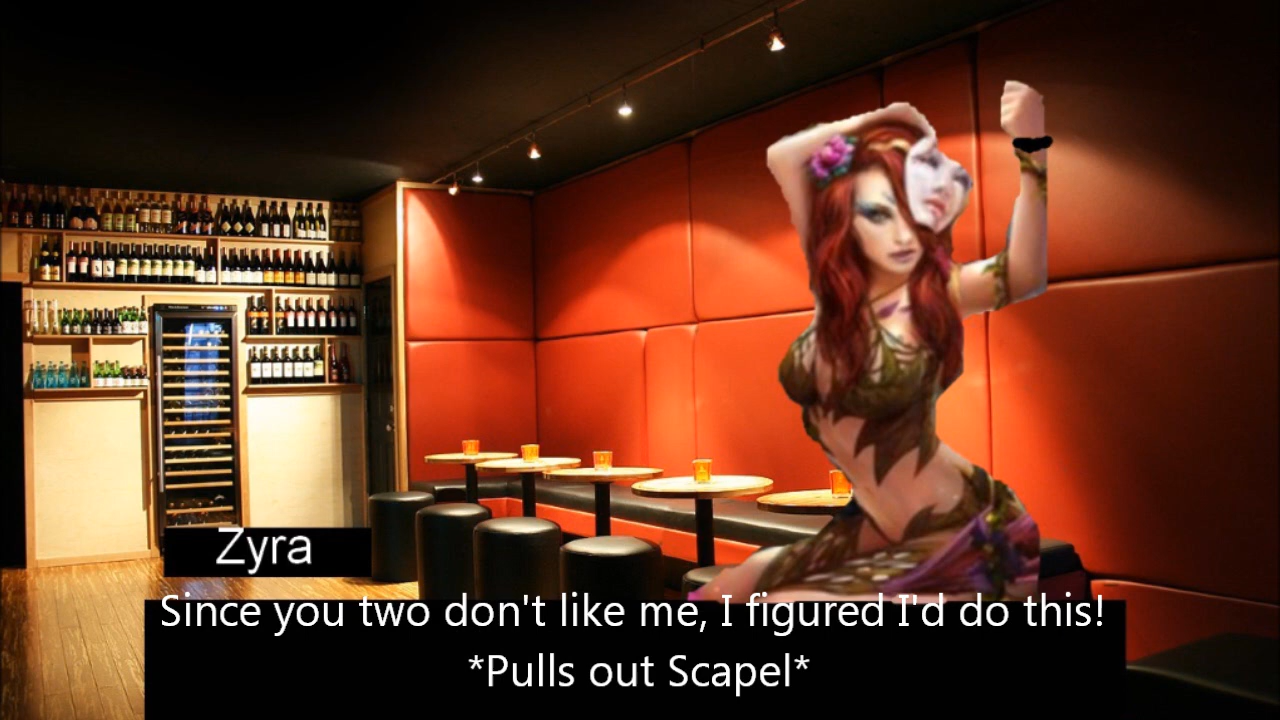 Zyra
Since you two don't like me, I figured I'd do this!
*Pulls out Scapel*